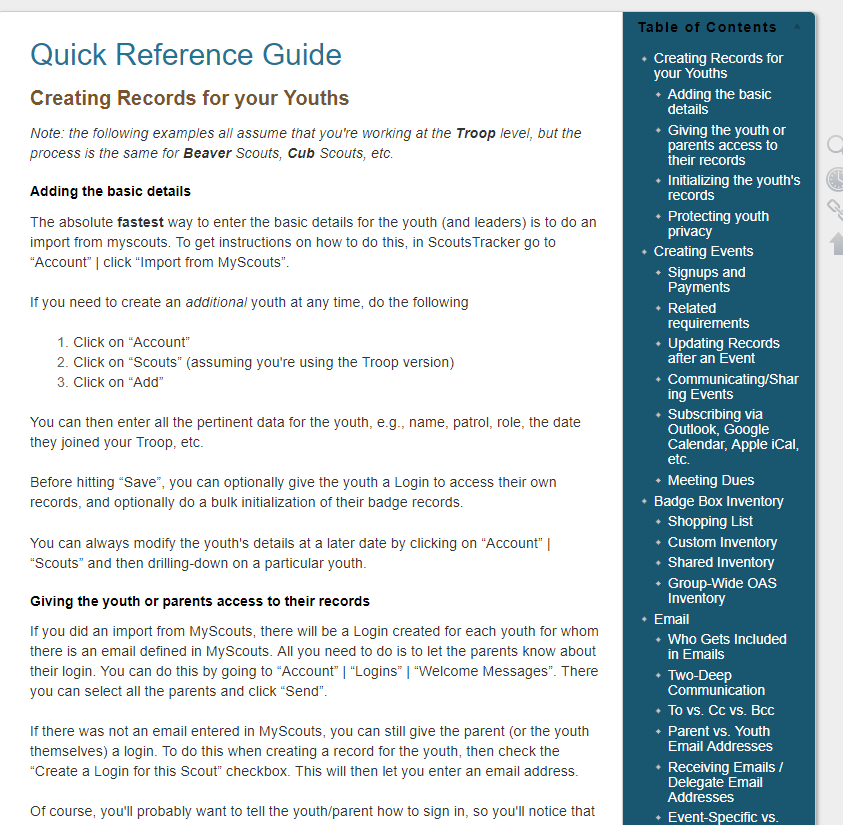 Quick Reference Guide
Creating Records for your Youths
Note: the following examples all assume that you're working at the Troop level, but the
process is the same for Beaver Scouts, Cub Scouts, etc.
Adding the basic details
The absolute fastest way to enter the basic details for the youth (and leaders) is to do an
import from myscouts. To get instructions on how to do this, in ScoutsTracker go to
“Account” | click “Import from MyScouts”.
If you need to create an additional youth at any time, do the following
1. Click on “Account”
2. Click on “Scouts” (assuming you're using the Troop version)
3. Click on “Add”
You can then enter all the pertinent data for the youth, e.g., name, patrol, role, the date
they joined your Troop, etc.
Before hitting “Save”, you can optionally give the youth a Login to access their own
records, and optionally do a bulk initialization of their badge records.
You can always modify the youth's details at a later date by clicking on “Account” |
“Scouts” and then drilling-down on a particular youth.
Giving the youth or parents access to their records
If you did an import from MyScouts, there will be a Login created for each youth for whom
there is an email defined in MyScouts. All you need to do is to let the parents know about
their login. You can do this by going to “Account” | “Logins” | “Welcome Messages”. There
you can select all the parents and click “Send”.
If there was not an email entered in MyScouts, you can still give the parent (or the youth
themselves) a login. To do this when creating a record for the youth, then check the
“Create a Login for this Scout” checkbox. This will then let you enter an email address.
Of course, you'll probably want to tell the youth/parent how to sign in, so you'll notice that
Table of Contents
Creating Records for
your Youths
Adding the basic
details
Giving the youth or
parents access to
their records
Initializing the youth's
records
Protecting youth
privacy
Creating Events
Signups and
Payments
Related
requirements
Updating Records
after an Event
Communicating/Shar
ing Events
Subscribing via
Outlook, Google
Calendar, Apple iCal,
etc.
Meeting Dues
Badge Box Inventory
Shopping List
Custom Inventory
Shared Inventory
Group-Wide OAS
Inventory
Email
Who Gets Included
in Emails
Two-Deep
Communication
To vs. Cc vs. Bcc
Parent vs. Youth
Email Addresses
Receiving Emails /
Delegate Email
Addresses
Event-Specific vs.